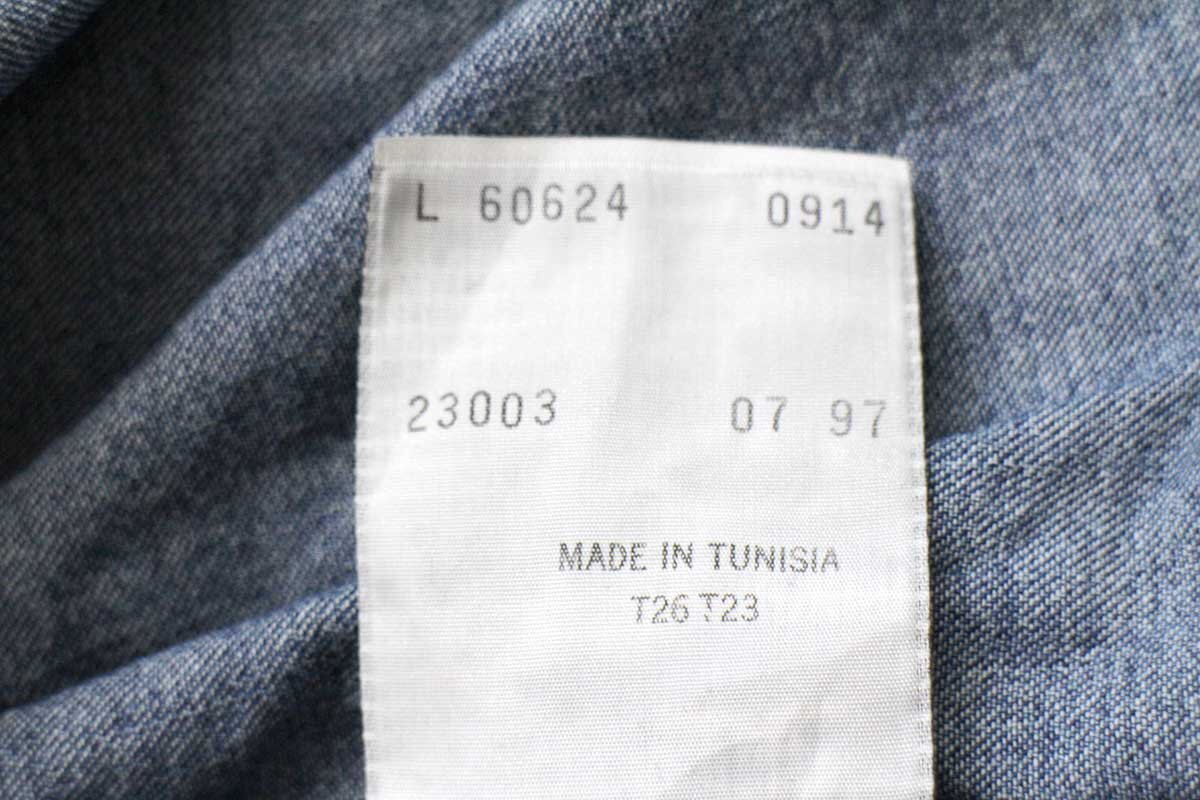 L 60624 0914
23003 07 97
MADE IN TUNISIA
T26 T23